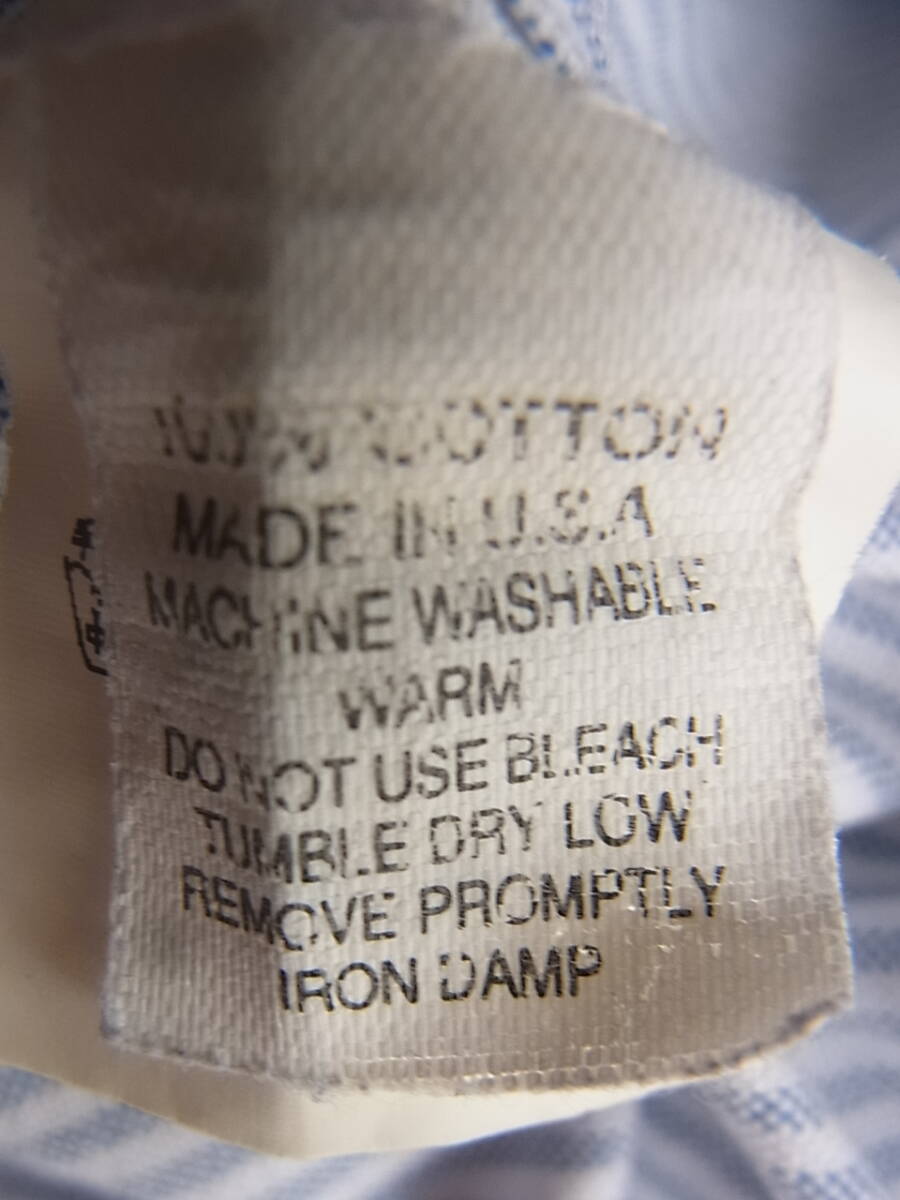 100% COTTON
MADE IN U.S.A
MACHINE WASHABLE
WARM
DO NOT USE BLEACH
TUMBLE DRY LOW
REMOVE PROMPTLY
IRON DAMP